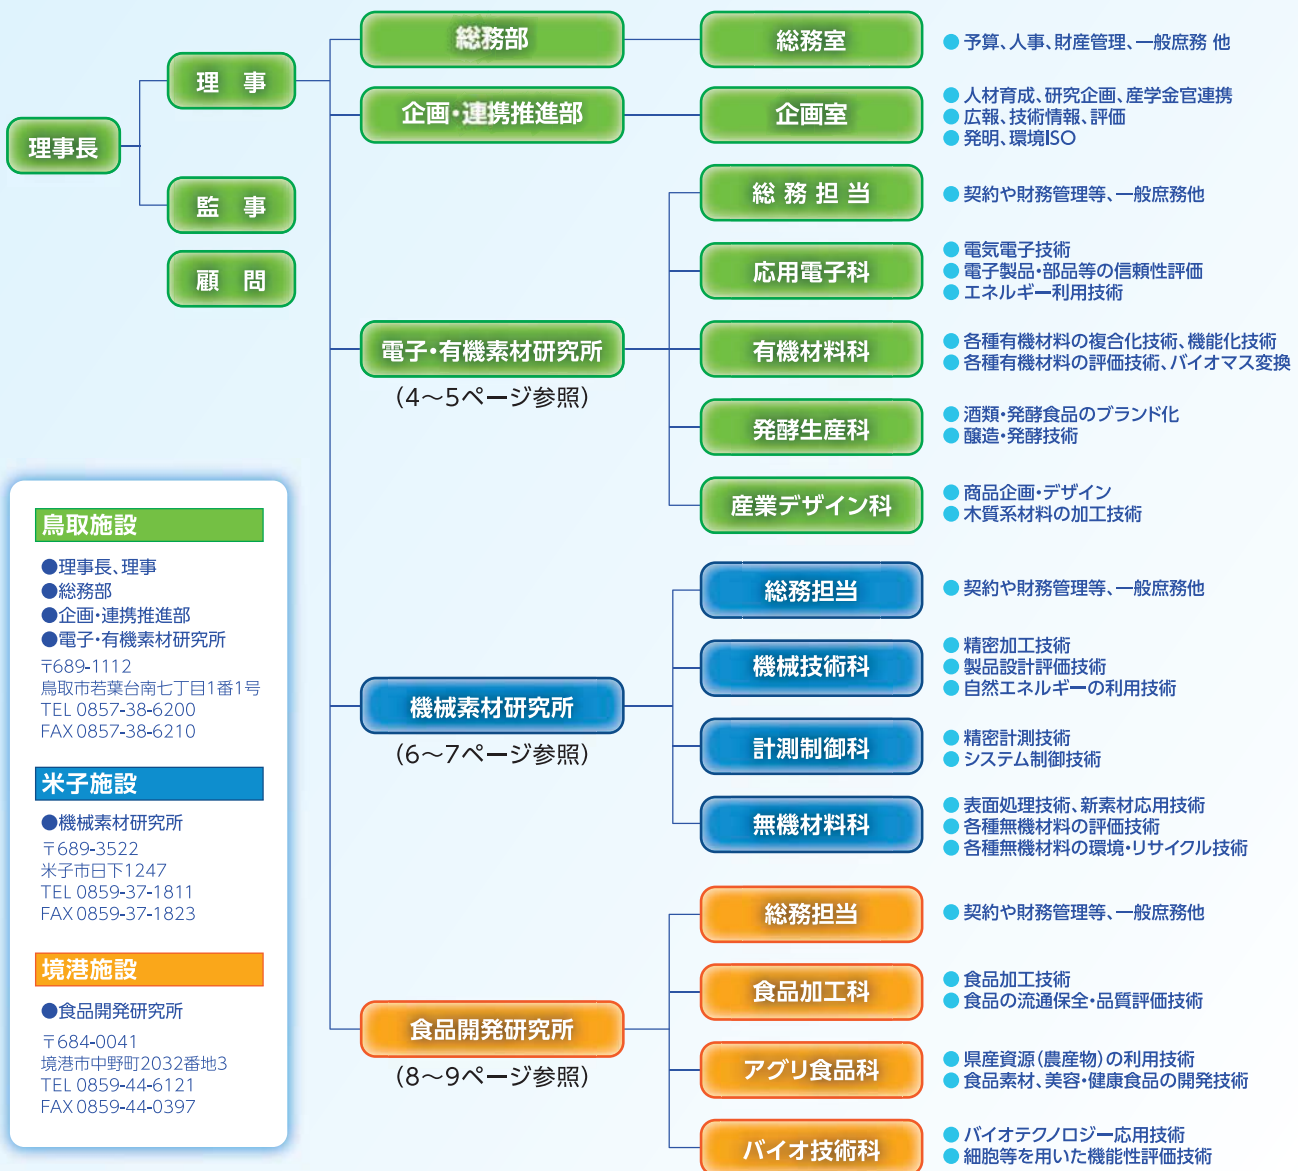 理事長
理 事
監 事
顧 問
総務部
総務室
●予算、人事、財産管理、一般庶務 他
企画・連携推進部
企画室
●人材育成、研究企画、産学金官連携
●広報、技術情報、評価
●発明、環境ISO
電子・有機素材研究所
(4〜5ページ参照)
総 務 担 当
●契約や財務管理等、一般庶務他
応用電子科
●電気電子技術
●電子製品・部品等の信頼性評価
●エネルギー利用技術
有機材料科
●各種有機材料の複合化技術、機能化技術
●各種有機材料の評価技術、バイオマス変換
発酵生産科
●酒類・発酵食品のブランド化
●醸造・発酵技術
産業デザイン科
●商品企画・デザイン
●木質系材料の加工技術
機械素材研究所
(6〜7ページ参照)
総務担当
●契約や財務管理等、一般庶務他
機械技術科
●精密加工技術
●製品設計評価技術
●自然エネルギーの利用技術
計測制御科
●精密計測技術
●システム制御技術
無機材料科
●表面処理技術、新素材応用技術
●各種無機材料の評価技術
●各種無機材料の環境・リサイクル技術
食品開発研究所
(8〜9ページ参照)
総務担当
●契約や財務管理等、一般庶務他
食品加工科
●食品加工技術
●食品の流通保全・品質評価技術
アグリ食品科
●県産資源(農産物)の利用技術
●食品素材、美容・健康食品の開発技術
バイオ技術科
●バイオテクノロジー応用技術
●細胞等を用いた機能性評価技術
鳥取施設
●理事長、理事
●総務部
●企画・連携推進部
●電子・有機素材研究所
〒689-1112
鳥取市若葉台南七丁目1番1号
TEL 0857-38-6200
FAX 0857-38-6210
米子施設
●機械素材研究所
〒689-3522
米子市日下1247
TEL 0859-37-1811
FAX 0859-37-1823
境港施設
●食品開発研究所
〒684-0041
境港市中野町2032番地3
TEL 0859-44-6121
FAX 0859-44-0397